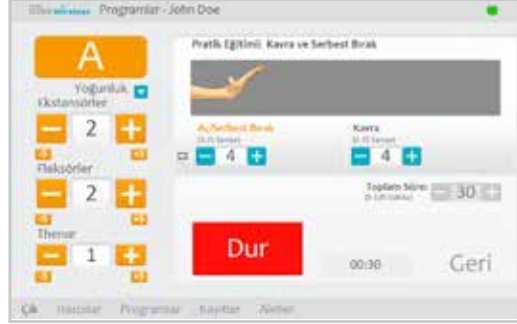 Programlar - John Doe
A
Yoğunluk
Ekstansörler
2
Fleksörler
2
Thenar
1
Pratik Eğitimi: Kavra ve Serbest Bırak
Aç/Serbest Bırak
Kavra
4
4
Toplam Süre:
30
Dur
00:30
Geri
Çık Hastalar Programlar Kayıtlar Aletler